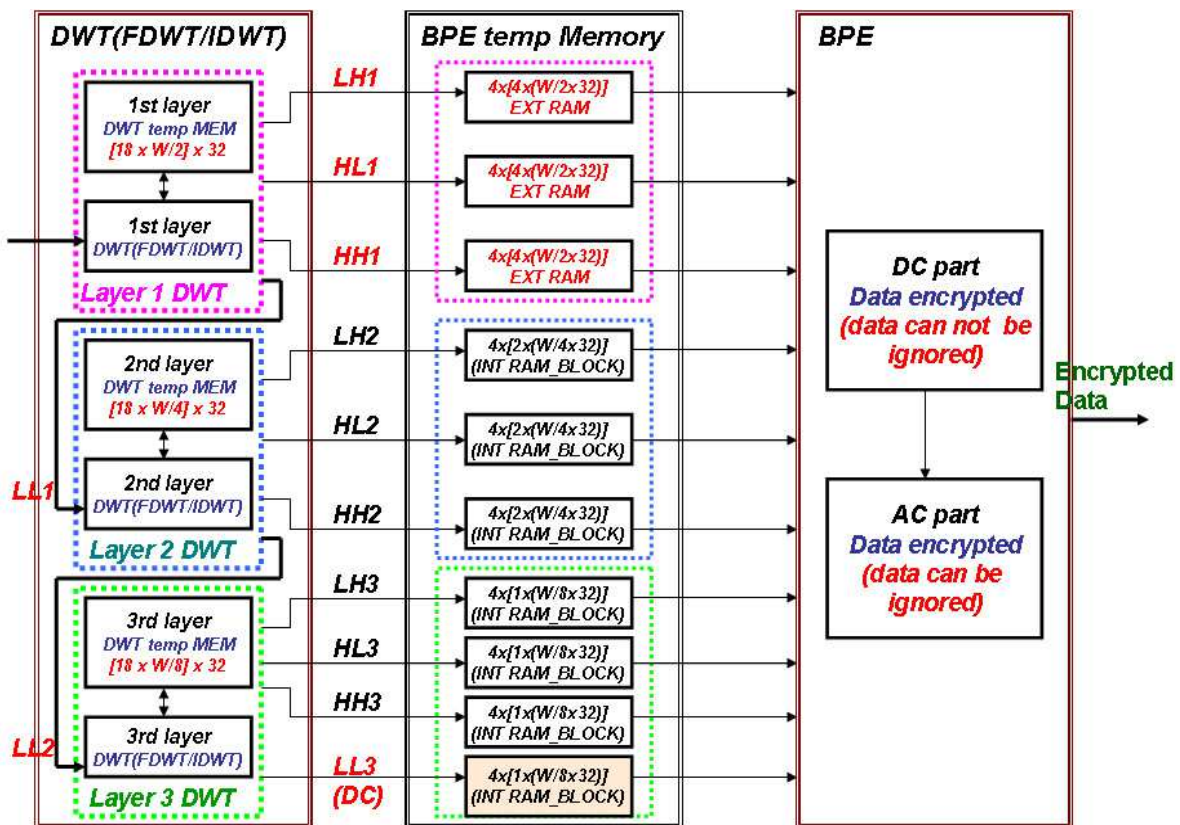 DWT(FDWT/IDWT)
1st layer
DWT temp MEM
[18 x W/2] x 32
1st layer
DWT(FDWT/IDWT)
Layer 1 DWT
2nd layer
DWT temp MEM
[18 x W/4] x 32
LL1
2nd layer
DWT(FDWT/IDWT)
Layer 2 DWT
3rd layer
DWT temp MEM
[18 x W/8] x 32
LL2
3rd layer
DWT(FDWT/IDWT)
Layer 3 DWT
LH1
HL1
HH1
LH2
HL2
HH2
LH3
HL3
HH3
LL3
(DC)
BPE temp Memory
4x[4x(W/2x32)]
EXT RAM
4x[4x(W/2x32)]
EXT RAM
4x[4x(W/2x32)]
EXT RAM
4x[2x(W/4x32)]
(INT RAM_BLOCK)
4x[2x(W/4x32)]
(INT RAM_BLOCK)
4x[2x(W/4x32)]
(INT RAM_BLOCK)
4x[1x(W/8x32)]
(INT RAM_BLOCK)
4x[1x(W/8x32)]
(INT RAM_BLOCK)
4x[1x(W/8x32)]
(INT RAM_BLOCK)
4x[1x(W/8x32)]
(INT RAM_BLOCK)
BPE
DC part
Data encrypted
(data can not be
ignored)
AC part
Data encrypted
(data can be
ignored)
Encrypted
Data